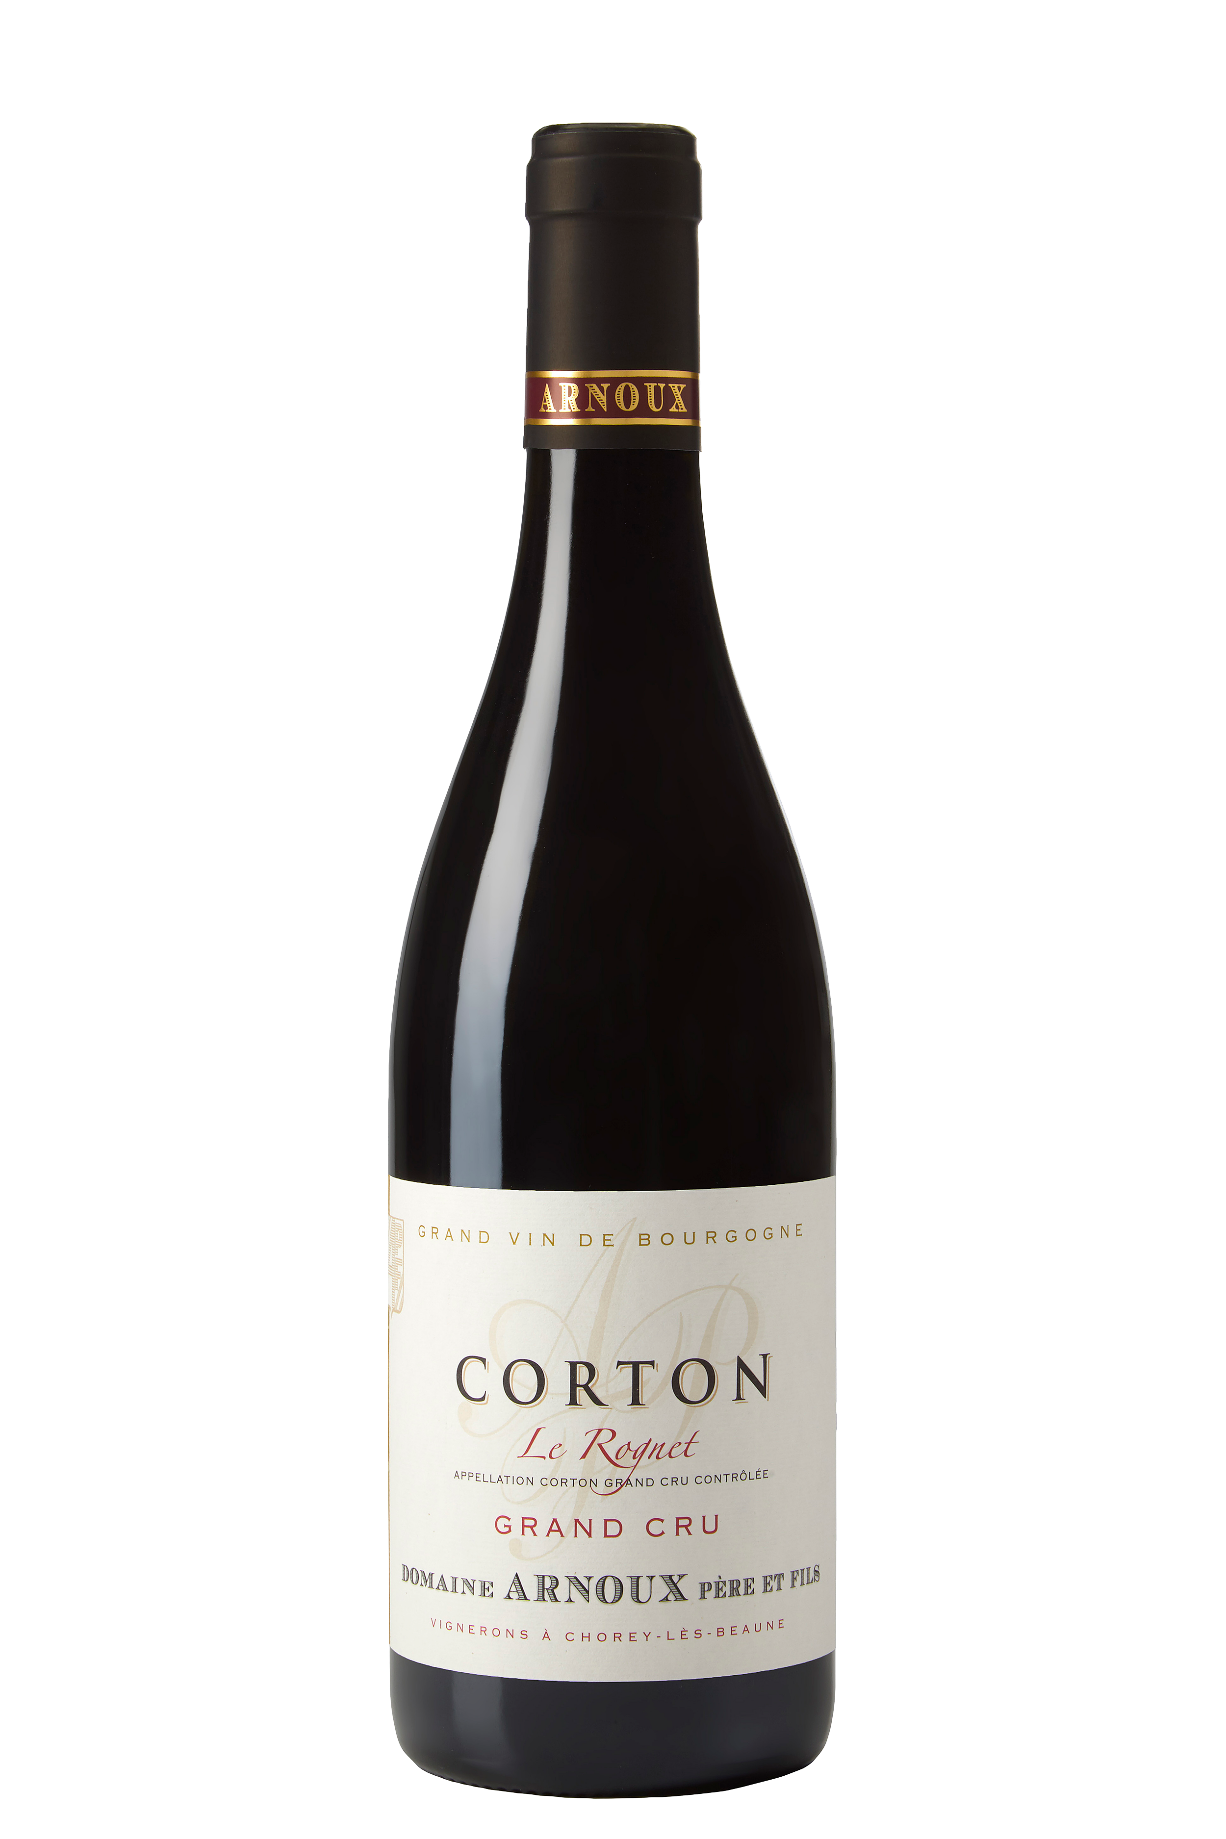 ARNOUX
GRAND VIN DE BOURGOGNE
CORTON
Le Rognet
APPELLATION CORTON GRAND CRU CONTRÔLÉE
GRAND CRU
DOMAINE ARNOUX PÈRE ET FILS
VIGNERONS À CHOREY-LÈS-BEAUNE